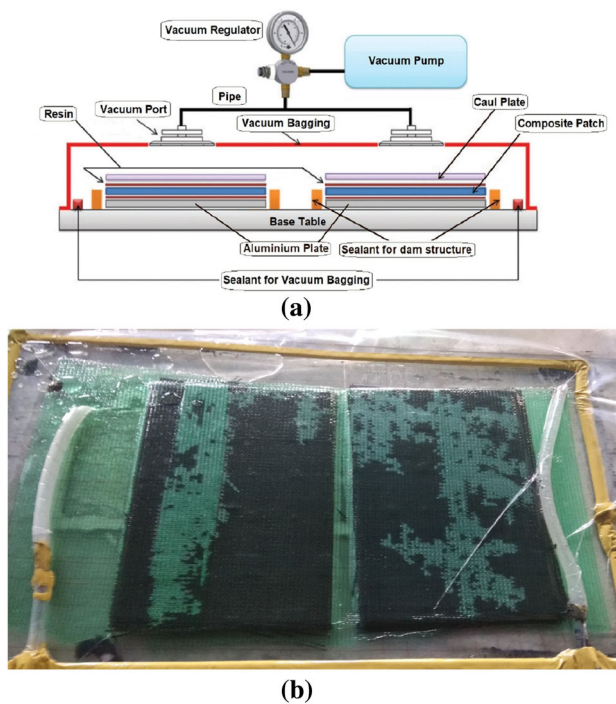 Vacuum Regulator
Vacuum Pump
Vacuum Port
Pipe
Resin
Vacuum Bagging
Caul Plate
Composite Patch
Base Table
Aluminium Plate
Sealant for dam structure
Sealant for Vacuum Bagging
(a)
(b)